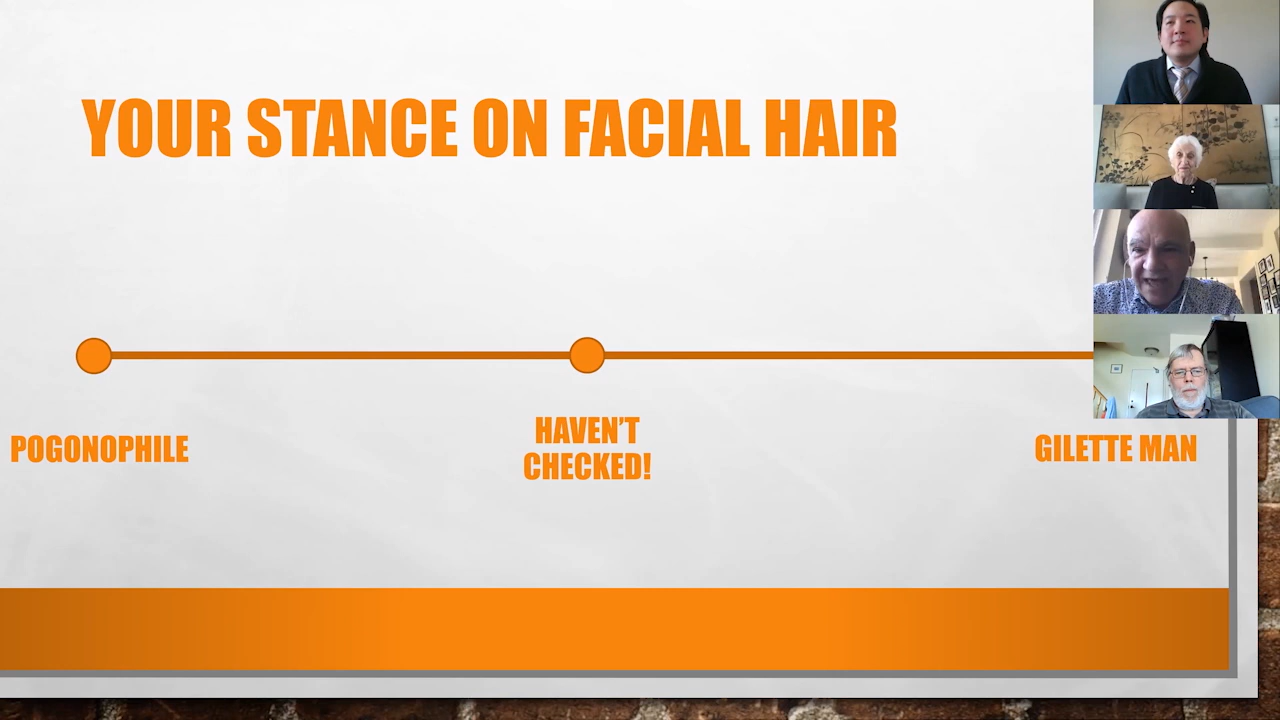 YOUR STANCE ON FACIAL HAIR
POGONOPHILE
HAVEN'T
CHECKED!
GILETTE MAN